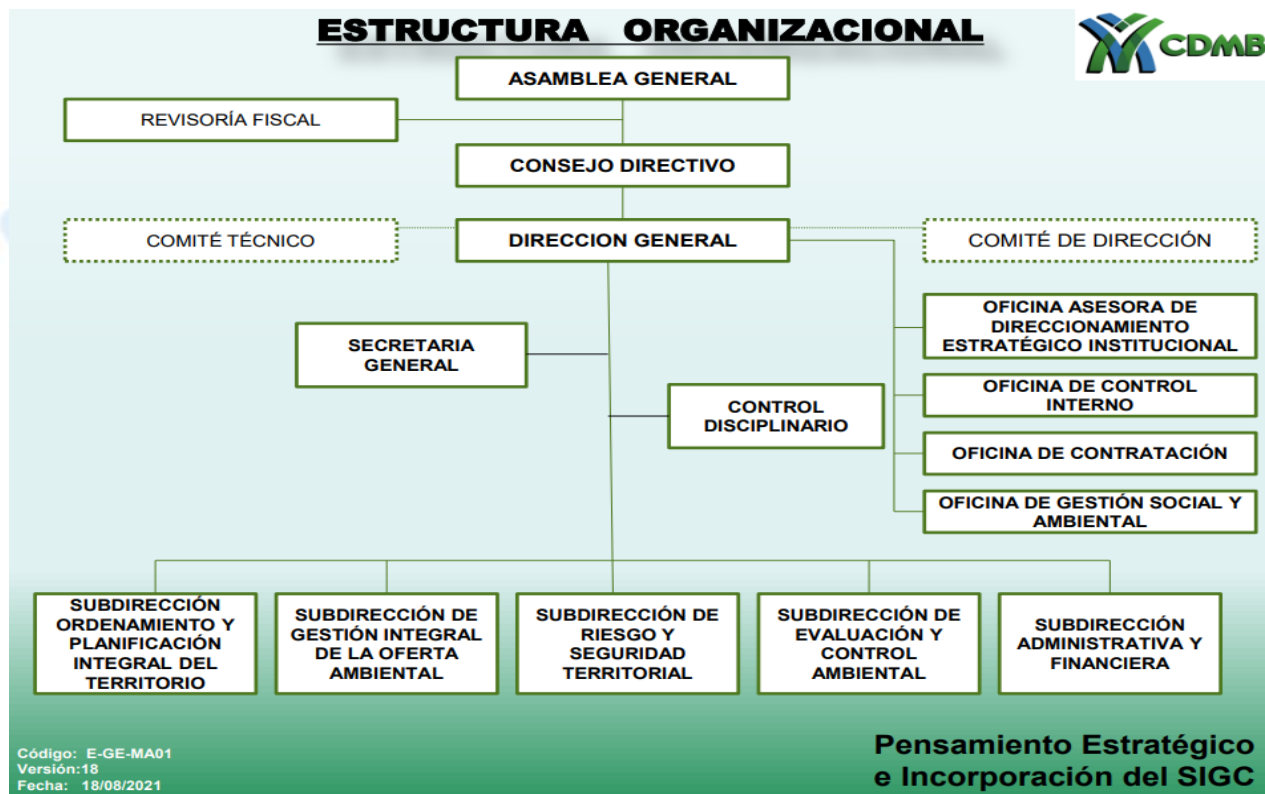 ESTRUCTURA ORGANIZACIONAL
CDMB
ASAMBLEA GENERAL
REVISORÍA FISCAL
CONSEJO DIRECTIVO
COMITÉ TÉCNICO
DIRECCION GENERAL
COMITÉ DE DIRECCIÓN
OFICINA ASESORA DE
DIRECCIONAMIENTO
ESTRATÉGICO INSTITUCIONAL
SECRETARIA
GENERAL
OFICINA DE CONTROL
INTERNO
CONTROL
DISCIPLINARIO
OFICINA DE CONTRATACIÓN
OFICINA DE GESTIÓN SOCIAL Y
AMBIENTAL
SUBDIRECCIÓN
ORDENAMIENTO Y
PLANIFICACIÓN
INTEGRAL DEL
TERRITORIO
SUBDIRECCIÓN DE
GESTIÓN INTEGRAL
DE LA OFERTA
AMBIENTAL
SUBDIRECCIÓN DE
RIESGO Y
SEGURIDAD
TERRITORIAL
SUBDIRECCIÓN DE
EVALUACIÓN Y
CONTROL
AMBIENTAL
SUBDIRECCIÓN
ADMINISTRATIVA Y
FINANCIERA
Código: E-GE-MA01
Versión:18
Fecha: 18/08/2021
Pensamiento Estratégico
e Incorporación del SIGC